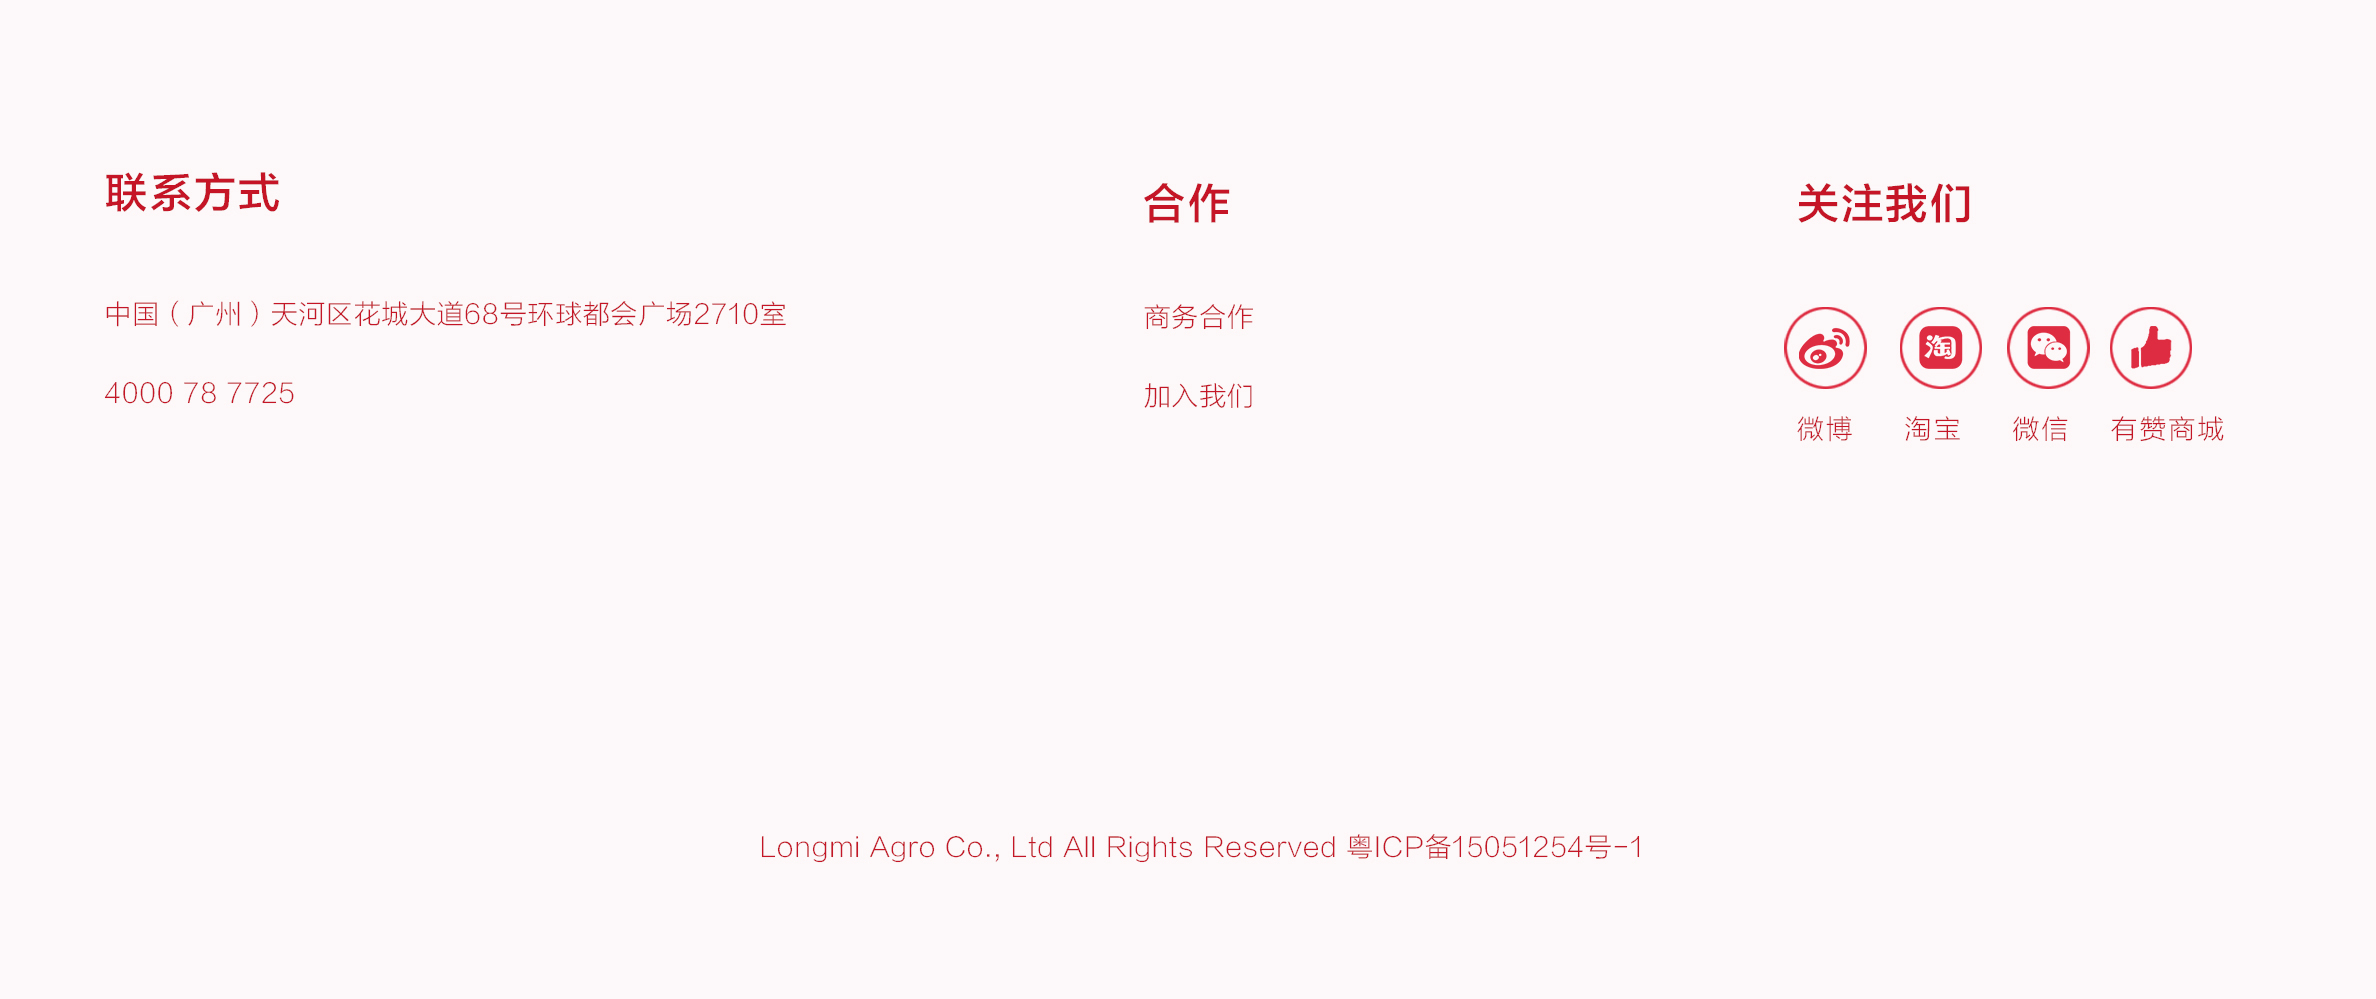 联系方式
中国（广州）天河区花城大道68号环球都会广场2710室
4000 78 7725
合作
商务合作
加入我们
关注我们
淘
微博 淘宝 微信 有赞商城
Longmi Agro Co., Ltd All Rights Reserved 粤ICP备15051254号-1